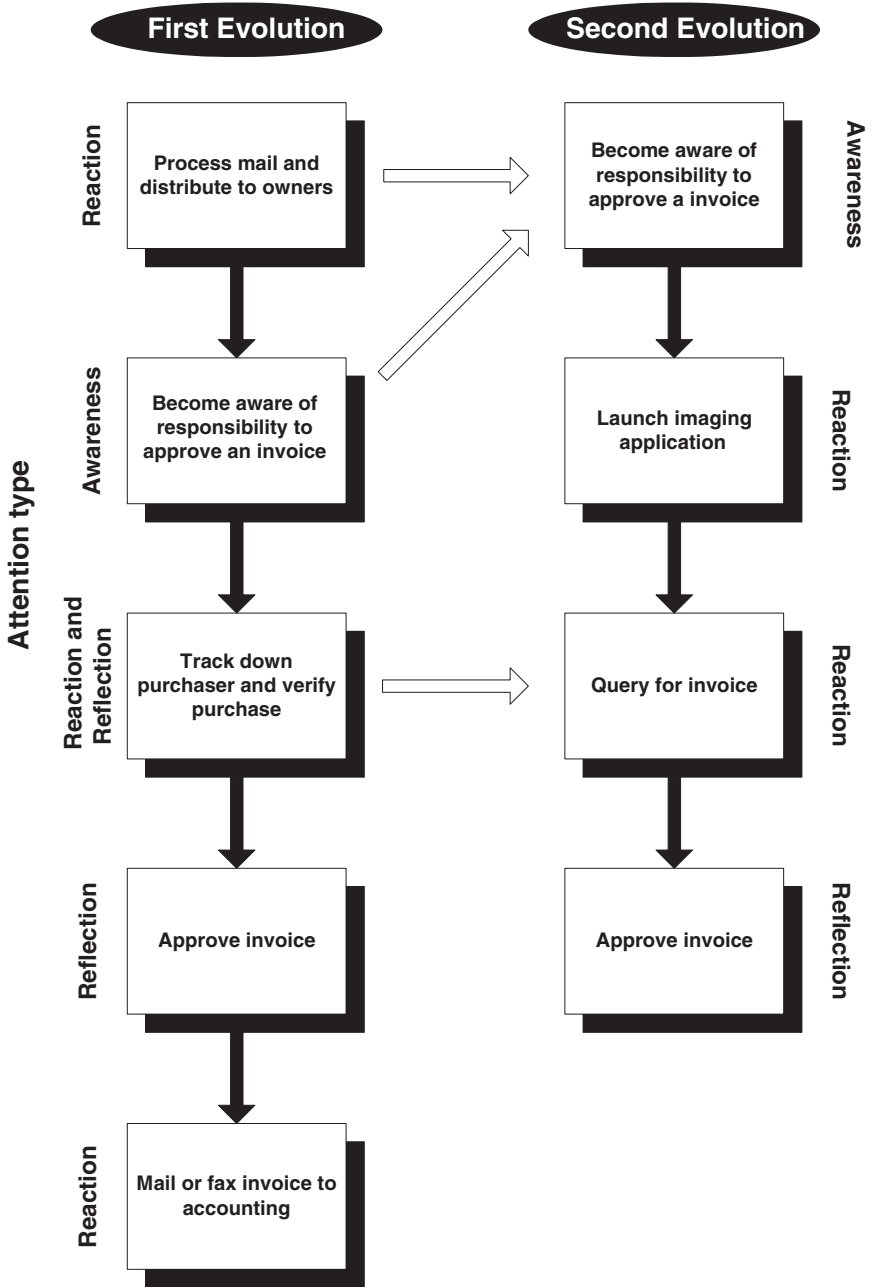 First Evolution
Second Evolution
Attention type
Reaction
Process mail and
distribute to owners
Become aware of
responsibility to
approve a invoice
Awareness
Awareness
Become aware of
responsibility to
approve an invoice
Launch imaging
application
Reaction
Reaction and
Reflection
Track down
purchaser and verify
purchase
Query for invoice
Reaction
Reflection
Approve invoice
Approve invoice
Reflection
Reaction
Mail or fax invoice to
accounting